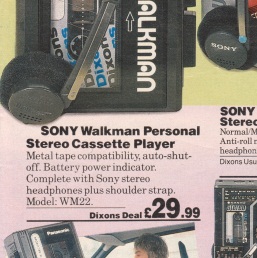 WALKMAN
SONY
SONY Walkman Personal
Stereo Cassette Player
Metal tape compatibility, auto-shut-
off. Battery power indicator.
Complete with Sony stereo
headphones plus shoulder strap.
Model: WM22.
Dixons Deal £29.99
SONY
Stereo
Normal/M
Anti-roll m
headphon
Dixons Usu
Panasonic